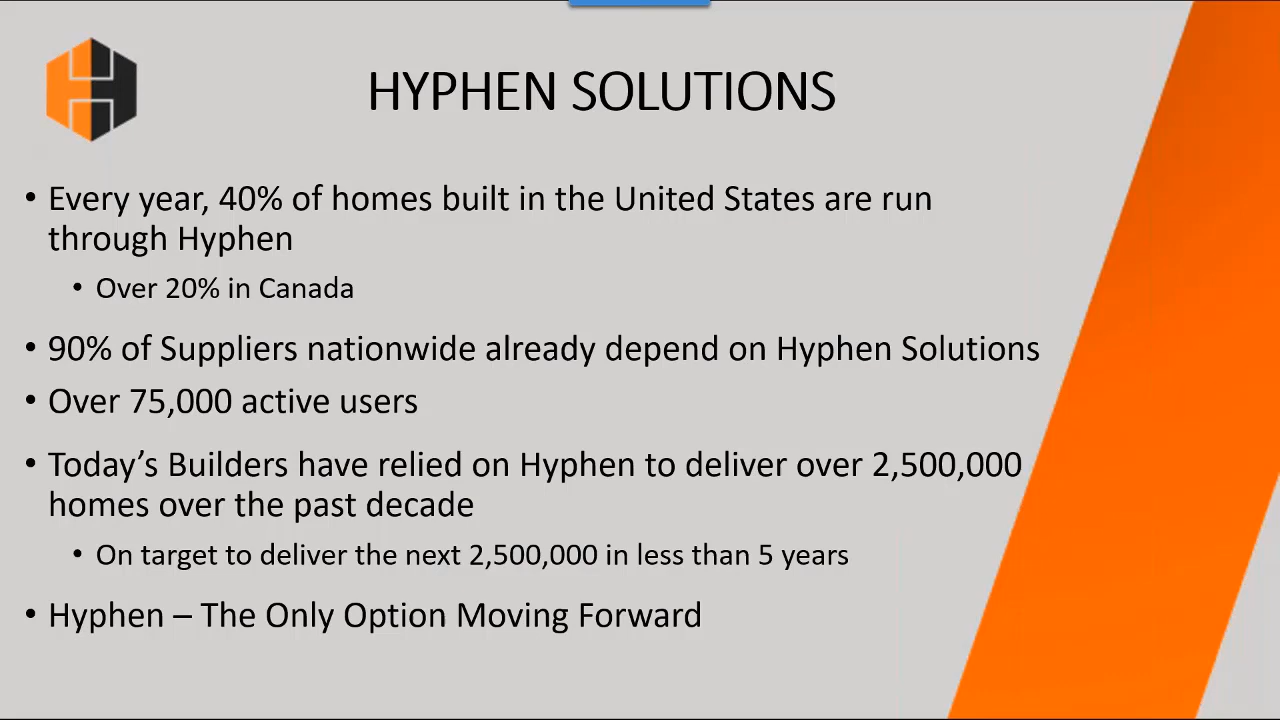 HYPHEN SOLUTIONS
• Every year, 40% of homes built in the United States are run
through Hyphen
• Over 20% in Canada
• 90% of Suppliers nationwide already depend on Hyphen Solutions
• Over 75,000 active users
• Today’s Builders have relied on Hyphen to deliver over 2,500,000
homes over the past decade
• On target to deliver the next 2,500,000 in less than 5 years
• Hyphen – The Only Option Moving Forward